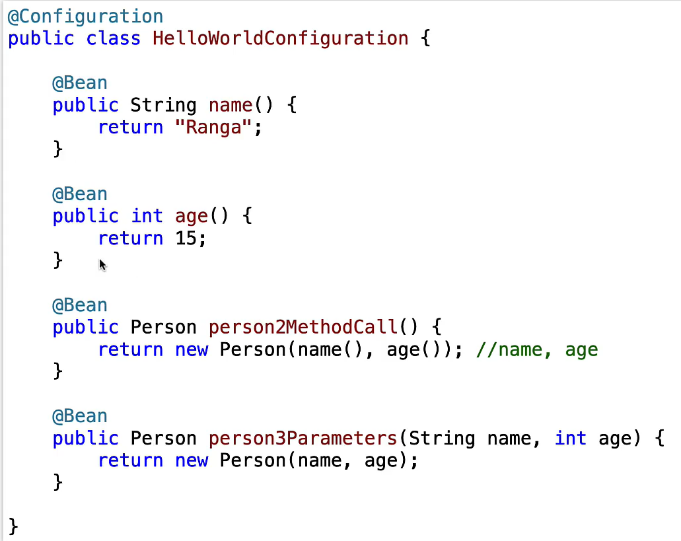 @Configuration
public class HelloWorldConfiguration {
@Bean
public String name() {
return "Ranga";
}
@Bean
public int age() {
return 15;
}
@Bean
public Person person2MethodCall() {
return new Person(name(), age()); //name, age
}
@Bean
public Person person3Parameters(String name, int age) {
return new Person(name, age);
}
}